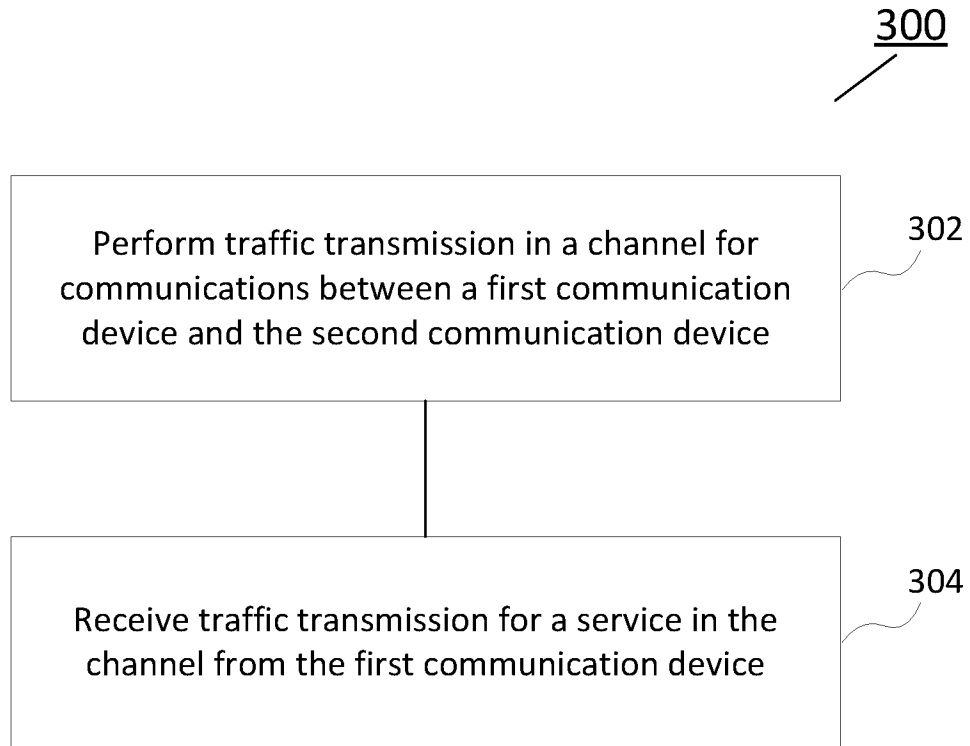 300
Perform traffic transmission in a channel for
communications between a first communication
device and the second communication device
302
Receive traffic transmission for a service in the
channel from the first communication device
304